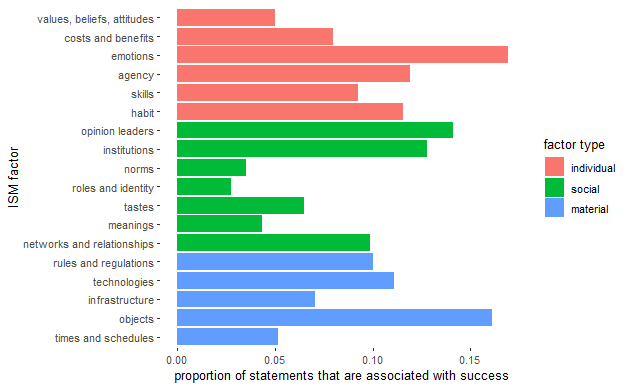 values, beliefs, attitudes
costs and benefits
emotions
agency
skills
habit
opinion leaders
institutions
norms
roles and identity
tastes
meanings
networks and relationships
rules and regulations
technologies
infrastructure
objects
times and schedules
ISM factor
0.00 0.05 0.10 0.15
proportion of statements that are associated with success
factor type
individual
social
material